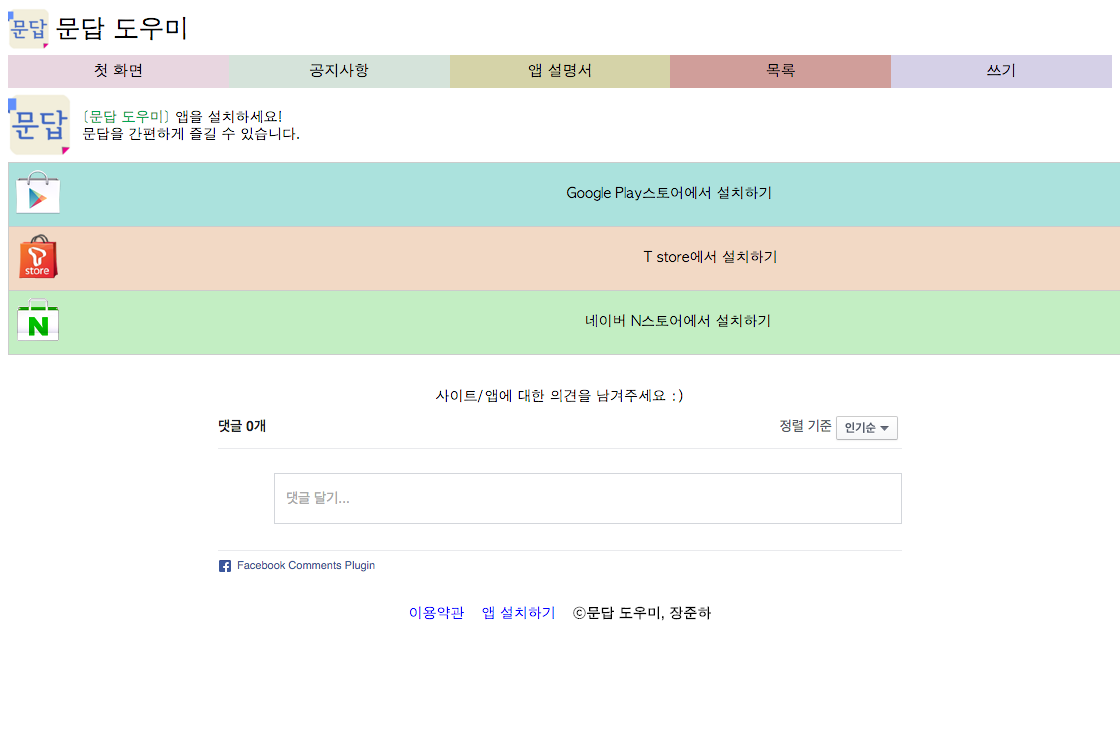 문답 문답 도우미
첫 화면 공지사항 앱 설명서 목록 쓰기
문답
[문답 도우미] 앱을 설치하세요!
문답을 간편하게 즐길 수 있습니다.
Google Play스토어에서 설치하기
T store에서 설치하기
store
네이버 N스토어에서 설치하기
N
사이트/앱에 대한 의견을 남겨주세요 :)
댓글 0개 정렬 기준 인기순
댓글 달기...
Facebook Comments Plugin
이용약관 앱 설치하기 ⓒ문답 도우미, 장준하